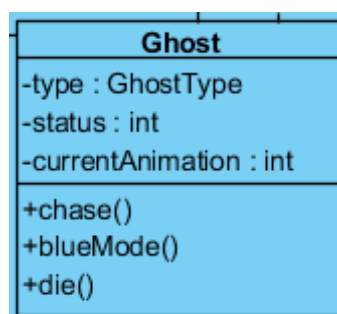 Ghost
-type : GhostType
-status : int
-currentAnimation : int
+chase()
+blueMode()
+die()